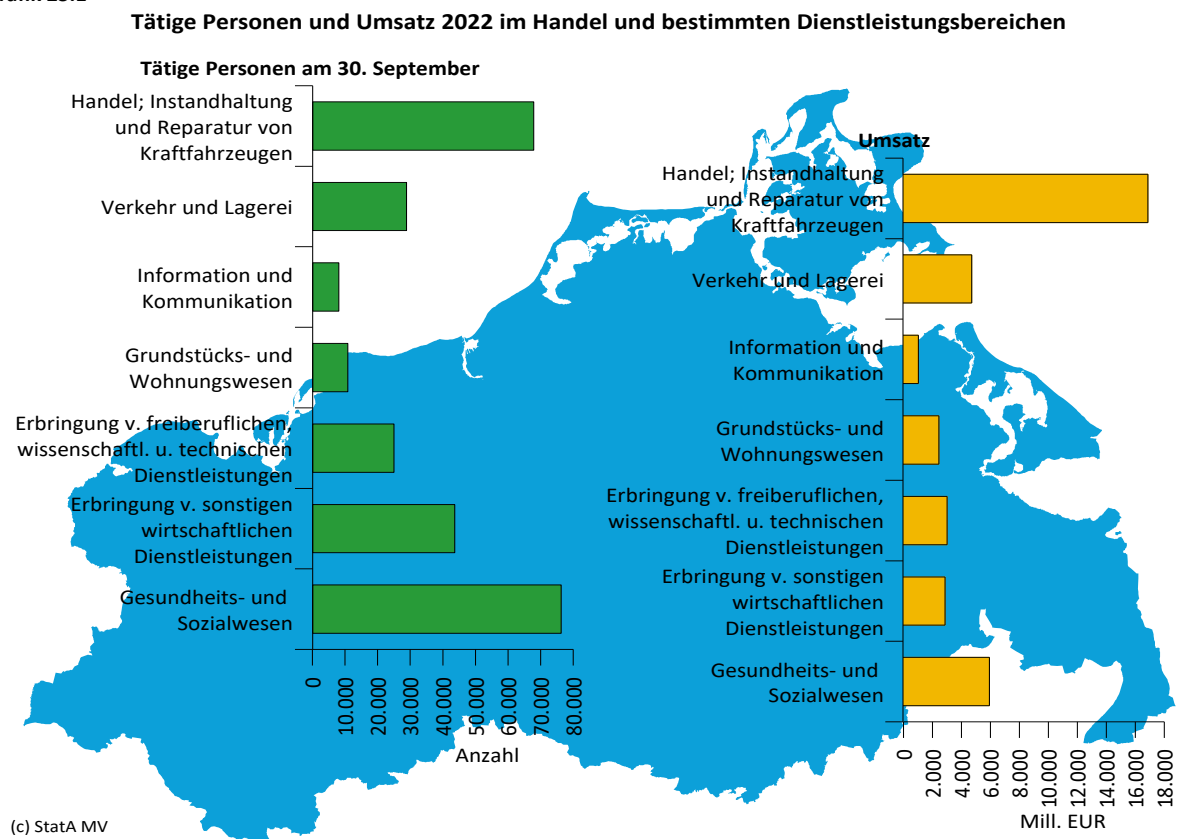 Tätige Personen und Umsatz 2022 im Handel und bestimmten Dienstleistungsbereichen
Tätige Personen am 30. September
Handel; Instandhaltung
und Reparatur von
Kraftfahrzeugen
Verkehr und Lagerei
Information und
Kommunikation
Grundstücks- und
Wohnungswesen
Erbringung v. freiberuflichen,
wissenschaftl. u. technischen
Dienstleistungen
Erbringung v. sonstigen
wirtschaftlichen
Dienstleistungen
Gesundheits- und
Sozialwesen
0
10.000
20.000
30.000
40.000
50.000
60.000
70.000
80.000
Anzahl
Umsatz
Handel; Instandhaltung
und Reparatur von
Kraftfahrzeugen
Verkehr und Lagerei
Information und
Kommunikation
Grundstücks- und
Wohnungswesen
Erbringung v. freiberuflichen,
wissenschaftl. u. technischen
Dienstleistungen
Erbringung v. sonstigen
wirtschaftlichen
Dienstleistungen
Gesundheits- und
Sozialwesen
0
2.000
4.000
6.000
8.000
10.000
12.000
14.000
16.000
18.000
Mill. EUR
(c) StatA MV